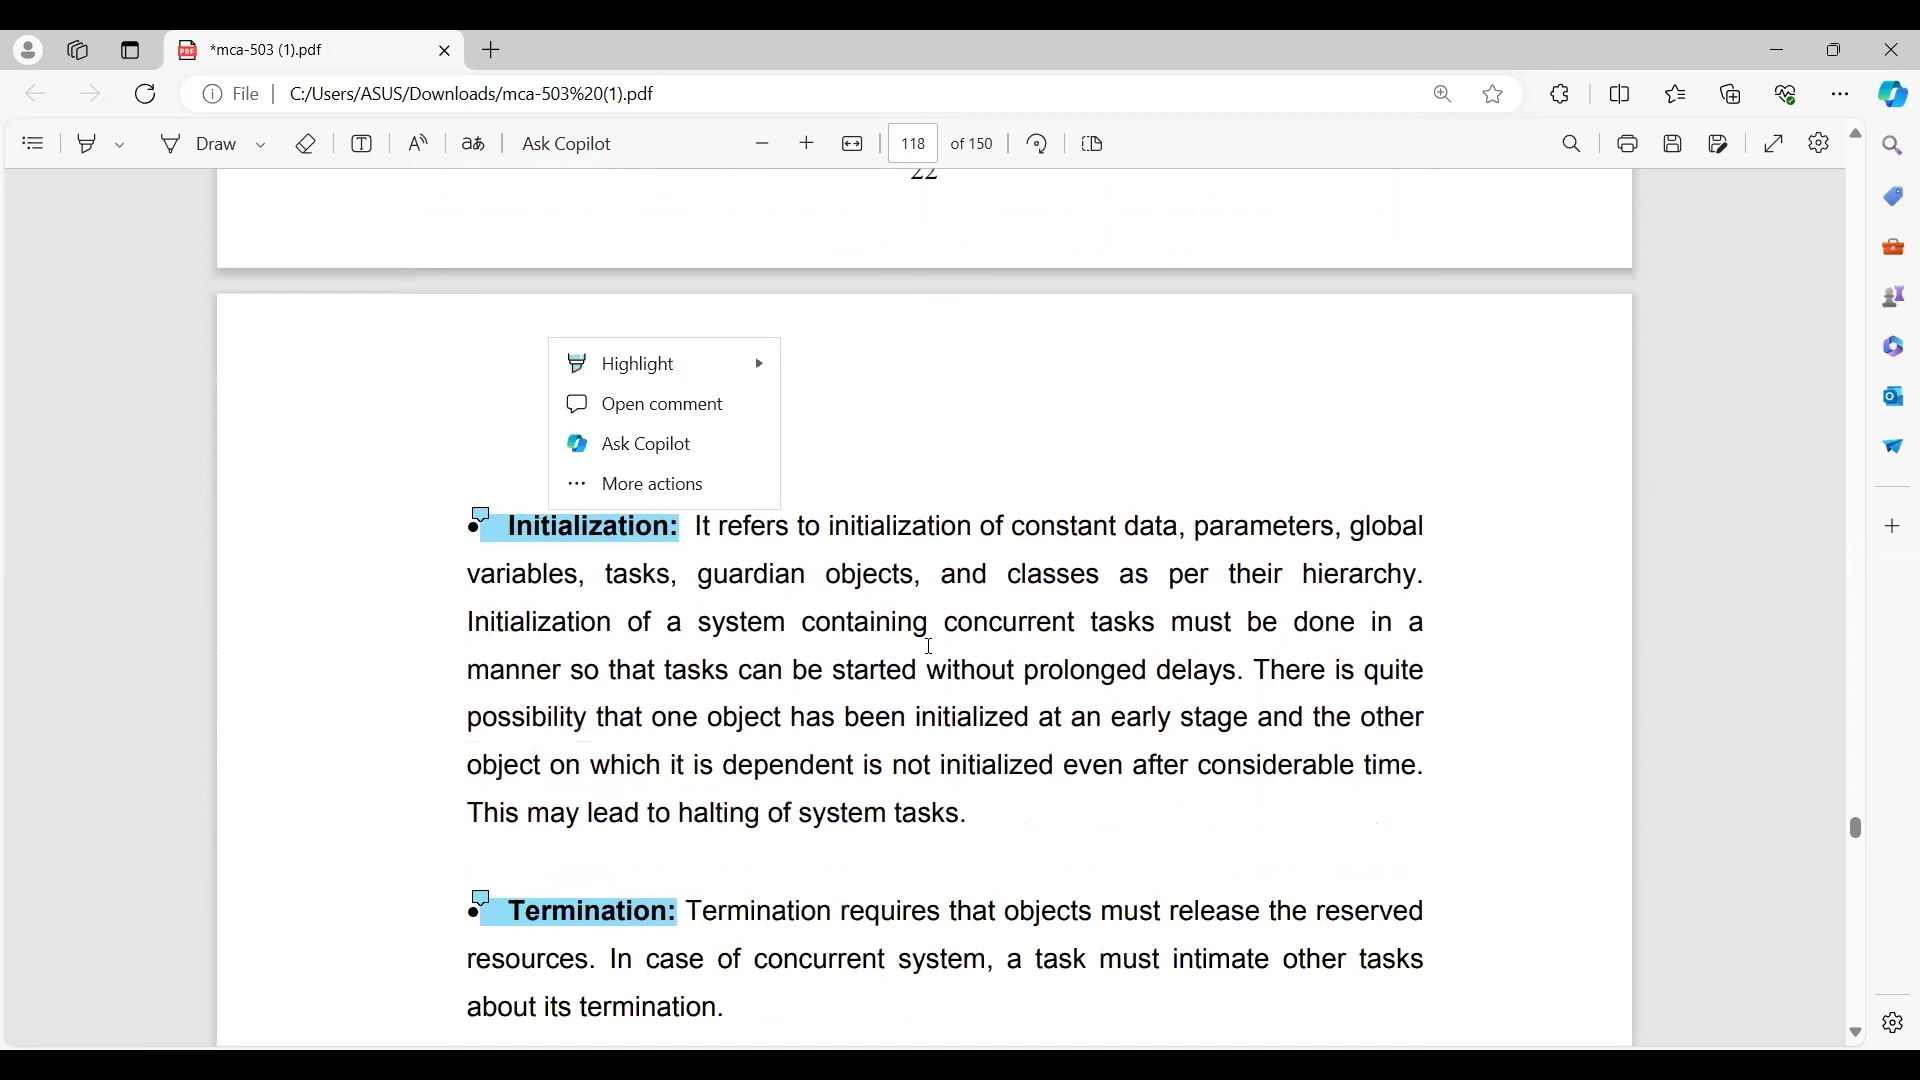 *mca-503 (1).pdf
File
C:/Users/ASUS/Downloads/mca-503%20(1).pdf
Draw
Ask Copilot
118 of 150
22
Highlight
Open comment
Ask Copilot
More actions
• Initialization: It refers to initialization of constant data, parameters, global
variables, tasks, guardian objects, and classes as per their hierarchy.
Initialization of a system containing concurrent tasks must be done in a
manner so that tasks can be started without prolonged delays. There is quite
possibility that one object has been initialized at an early stage and the other
object on which it is dependent is not initialized even after considerable time.
This may lead to halting of system tasks.
• Termination: Termination requires that objects must release the reserved
resources. In case of concurrent system, a task must intimate other tasks
about its termination.